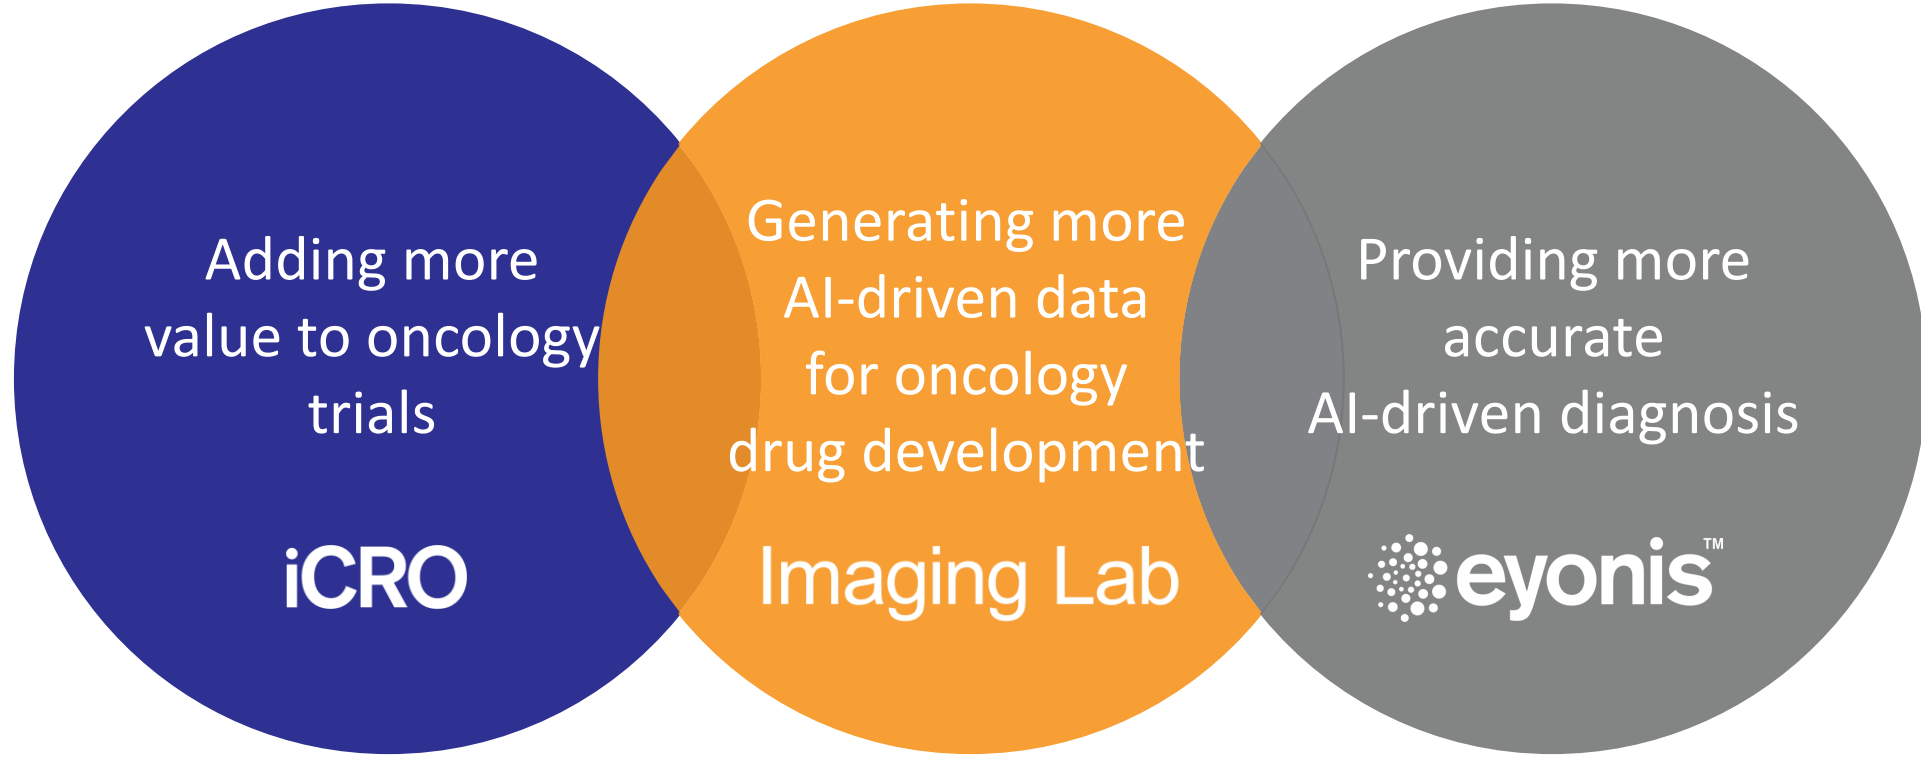 Adding more
value to oncology
trials
iCRO
Generating more
AI-driven data
for oncology
drug development
Imaging Lab
Providing more
accurate
AI-driven diagnosis
eyonis™